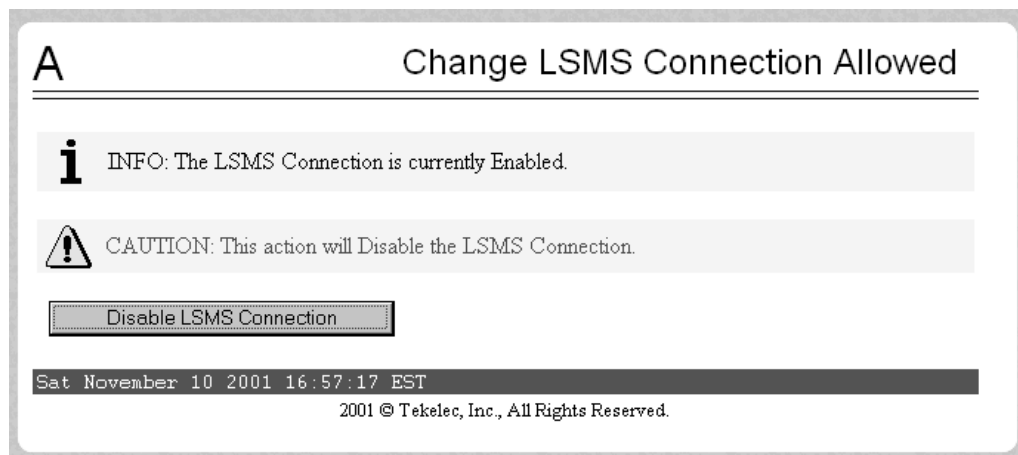 A
Change LSMS Connection Allowed
i INFO: The LSMS Connection is currently Enabled.
! CAUTION: This action will Disable the LSMS Connection.
Disable LSMS Connection
Sat November 10 2001 16:57:17 EST
2001 © Tekelec, Inc., All Rights Reserved.